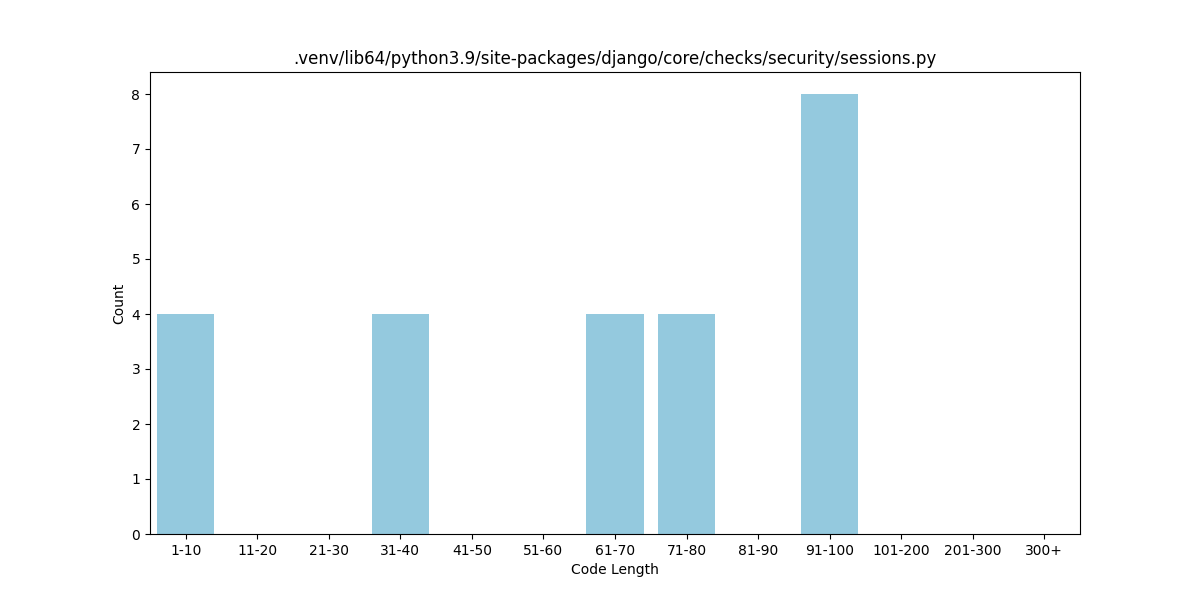 .venv/lib64/python3.9/site-packages/django/core/checks/security/sessions.py
8
7
6
5
4
3
2
1
0
Count
1-10 11-20 21-30 31-40 41-50 51-60 61-70 71-80 81-90 91-100 101-200 201-300 300+
Code Length